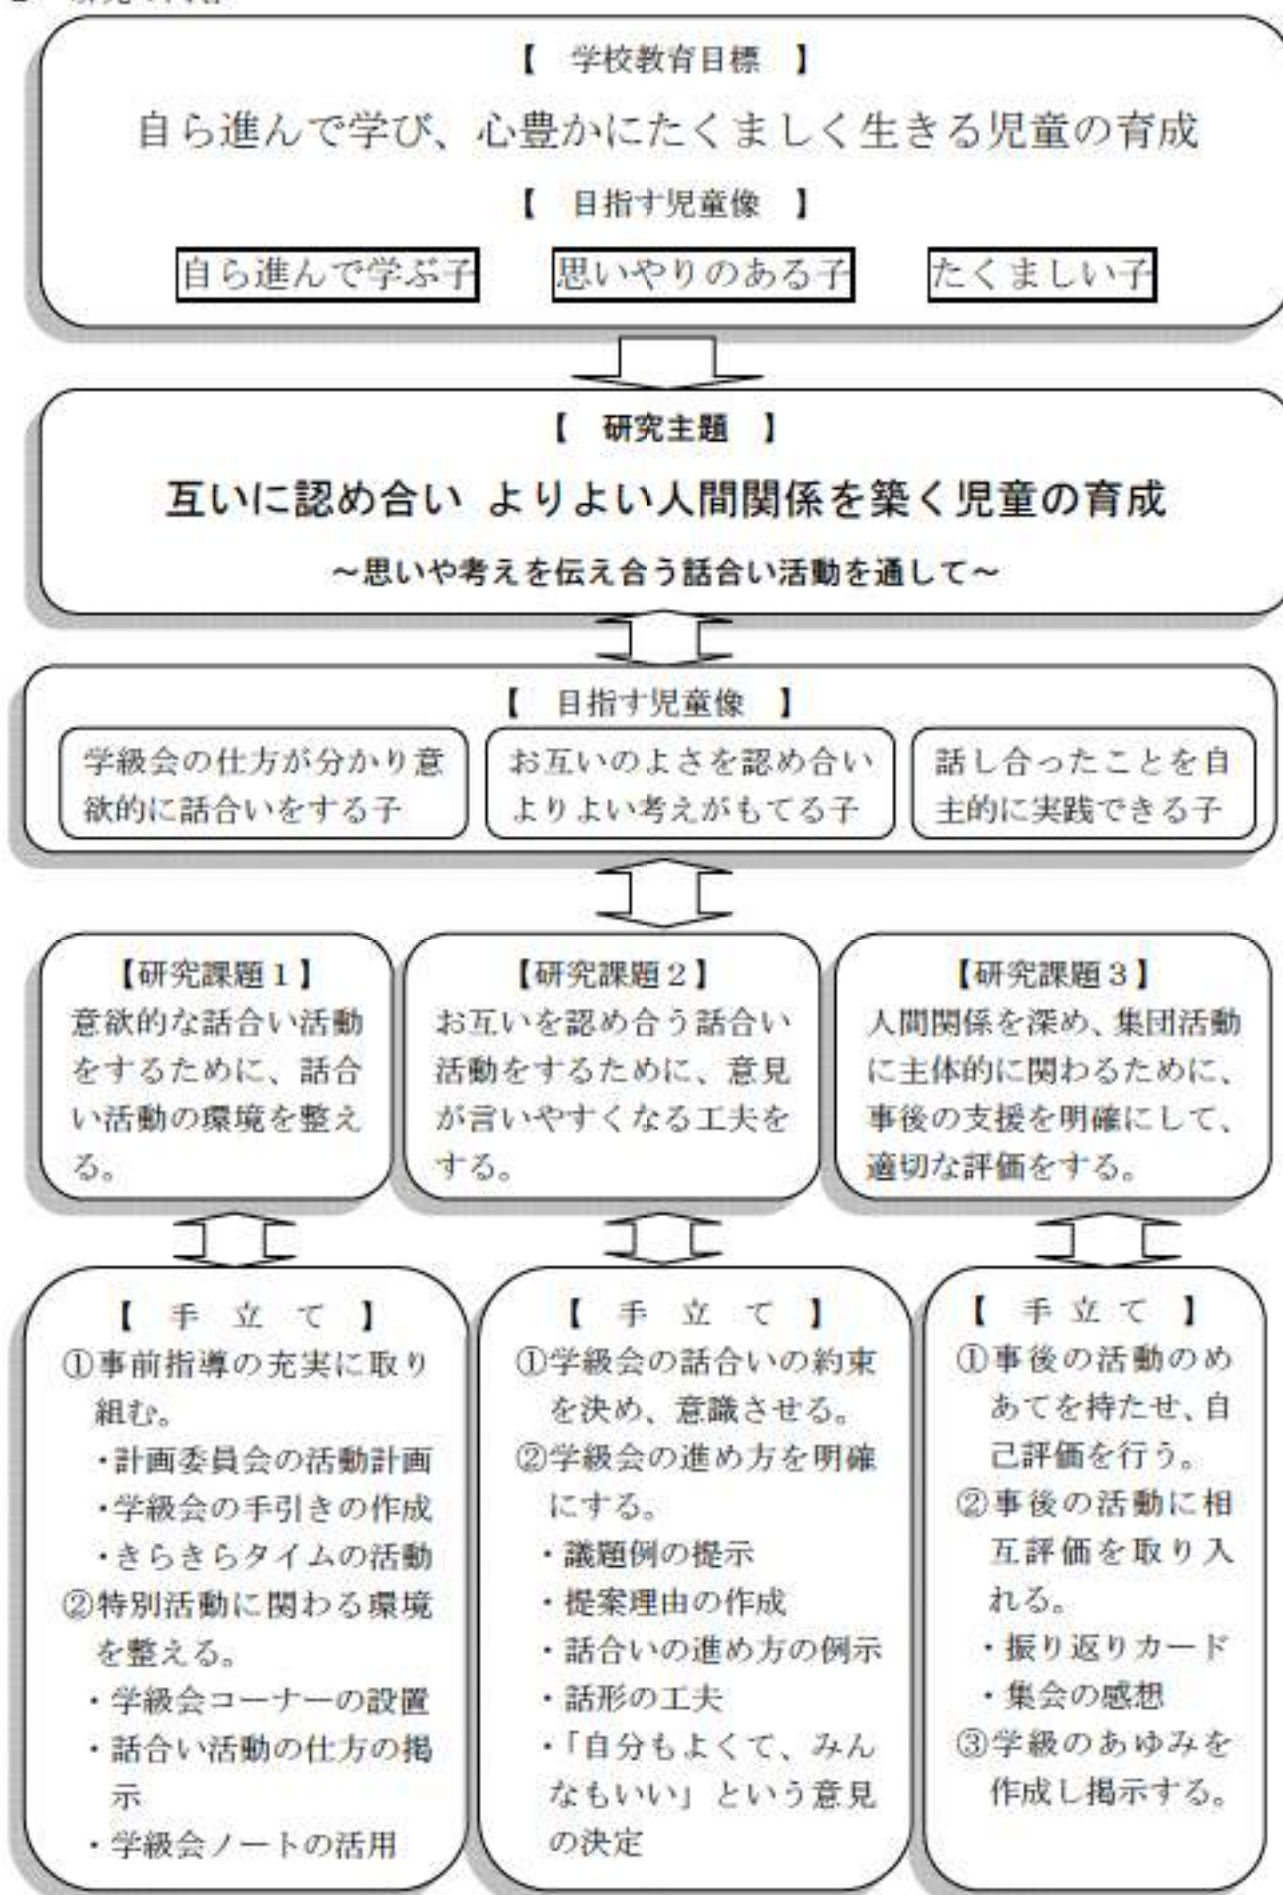 【 学校教育目標 】
自ら進んで学び、心豊かにたくましく生きる児童の育成
【 目指す児童像 】
自ら進んで学ぶ子
思いやりのある子
たくましい子
【 研究主題 】
互いに認め合い よりよい人間関係を築く児童の育成
～思いや考えを伝え合う話合い活動を通して～
【 目指す児童像 】
学級会の仕方が分かり意
欲的に話合いをする子
お互いのよさを認め合い
よりよい考えがもてる子
話し合ったことを自
主的に実践できる子
【研究課題１】
意欲的な話合い活動
をするために、話合
い活動の環境を整え
る。
【研究課題２】
お互いを認め合う話合い
活動をするために、意見
が言いやすくなる工夫を
する。
【研究課題３】
人間関係を深め、集団活動
に主体的に関わるために、
事後の支援を明確にして、
適切な評価をする。
【 手 立 て 】
①事前指導の充実に取り
組む。
・計画委員会の活動計画
・学級会の手引きの作成
・きらきらタイムの活動
②特別活動に関わる環境
を整える。
・学級会コーナーの設置
・話合い活動の仕方の掲
示
・学級会ノートの活用
【 手 立 て 】
①学級会の話合いの約束
を決め、意識させる。
②学級会の進め方を明確
にする。
・議題例の提示
・提案理由の作成
・話合いの進め方の例示
・話形の工夫
・「自分もよくて、みん
なもいい」という意見
の決定
【 手 立 て 】
①事後の活動のめ
あてを持たせ、自
己評価を行う。
②事後の活動に相
互評価を取り入
れる。
・振り返りカード
・集会の感想
③学級のあゆみを
作成し掲示する。